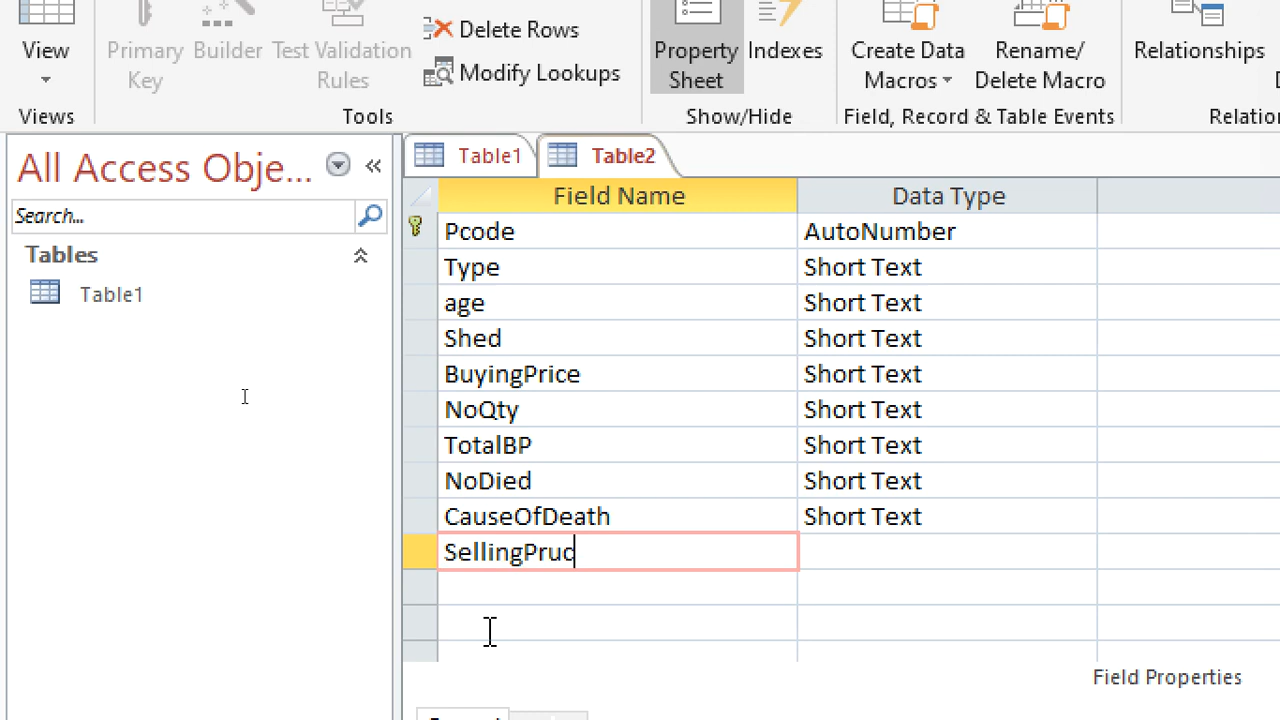 View
Primary Key
Builder
Test Validation Rules
Delete Rows
Modify Lookups
Property Sheet
Indexes
Create Data Macros
Rename/ Delete Macro
Relationships
Views
Tools
Show/Hide
Field, Record & Table Events
All Access Obje...
Search...
Tables
Table1
Table1
Table2
Field Name
Data Type
Pcode
AutoNumber
Type
Short Text
age
Short Text
Shed
Short Text
BuyingPrice
Short Text
NoQty
Short Text
TotalBP
Short Text
NoDied
Short Text
CauseOfDeath
Short Text
SellingPruc
Field Properties